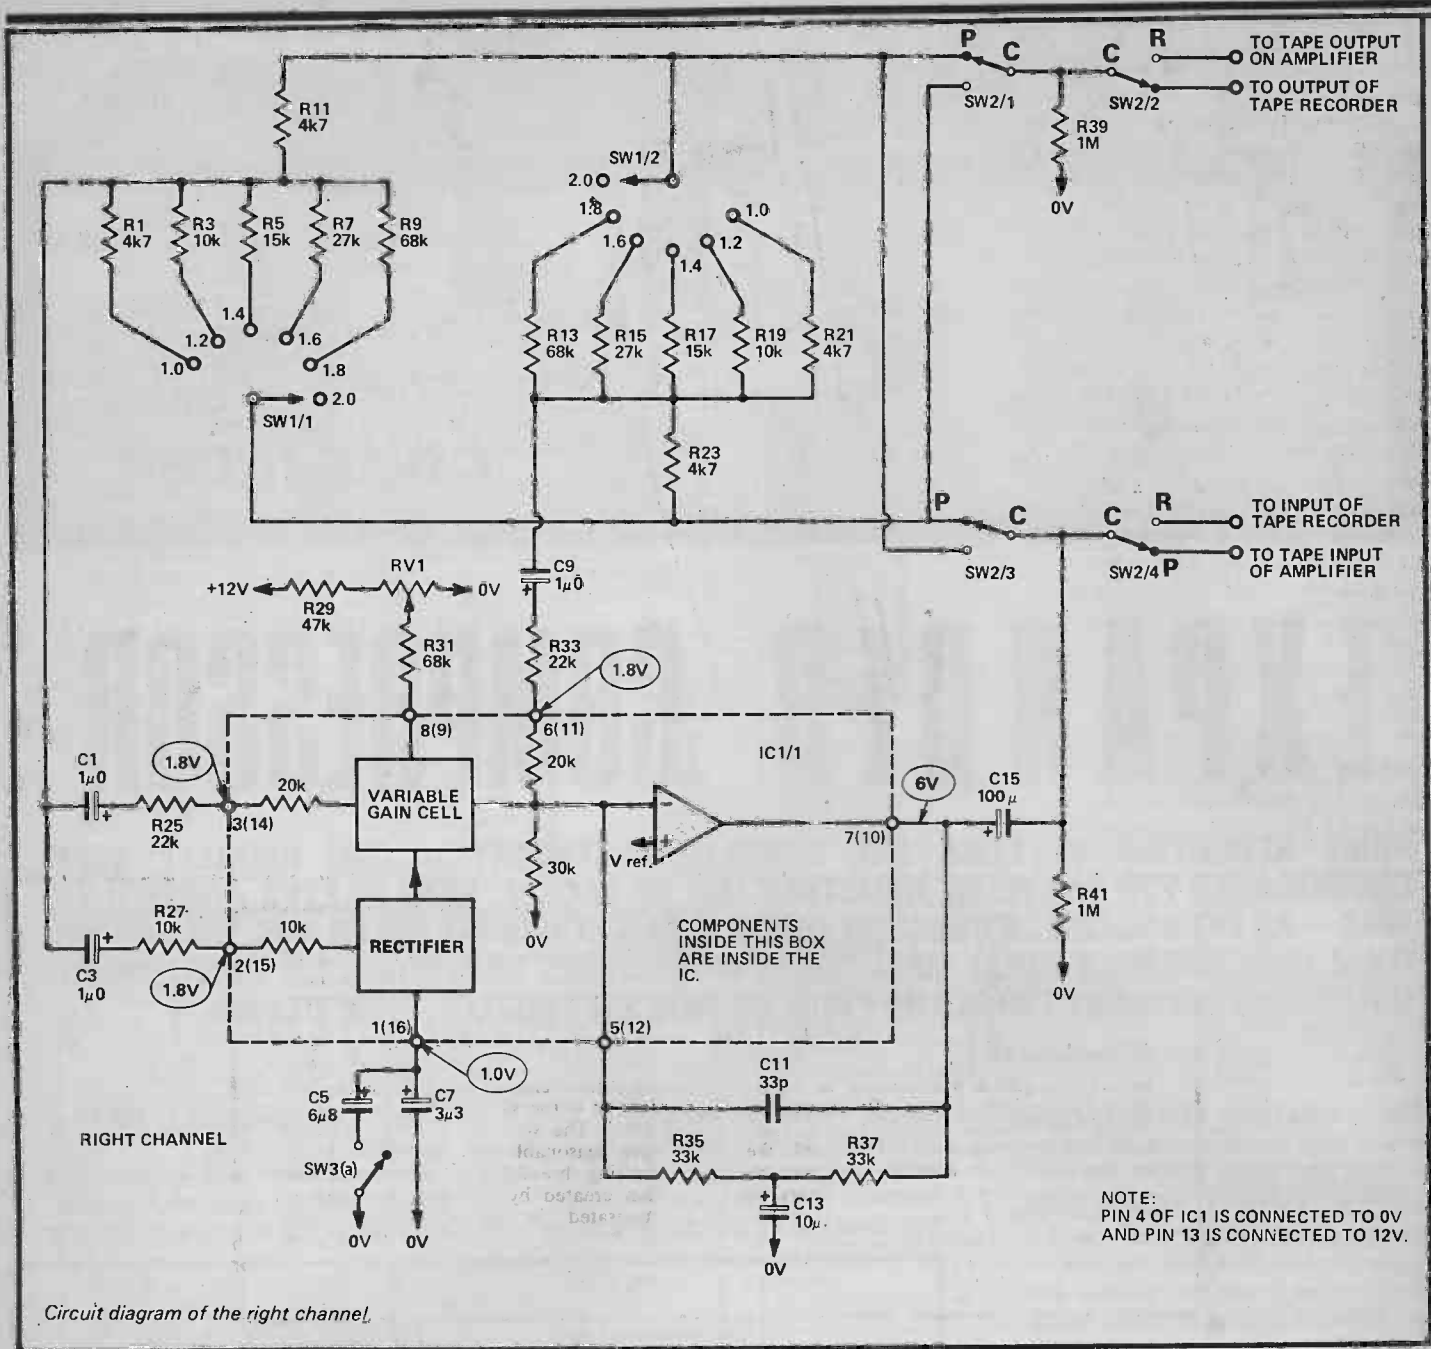 P
C
C
R
TO TAPE OUTPUT
ON AMPLIFIER
TO OUTPUT OF
TAPE RECORDER
SW2/1
SW2/2
R39
1M
0V
R11
4k7
R1
4k7
R3
10k
R5
15k
R7
27k
R9
68k
1.0
1.2
1.4
1.6
1.8
2.0
SW1/1
SW1/2
2.0
1.8
1.6
1.4
1.2
1.0
R13
68k
R15
27k
R17
15k
R19
10k
R21
4k7
R23
4k7
P
C
C
R
TO INPUT OF
TAPE RECORDER
SW2/3
SW2/4 P
TO TAPE INPUT
OF AMPLIFIER
+12V
R29
47k
RV1
0V
R31
68k
C9
1µ0
+
R33
22k
1.8V
8(9)
6(11)
IC1/1
C1
1µ0
+
R25
22k
1.8V
3(14)
20k
VARIABLE
GAIN CELL
20k
30k
0V
-
+
V ref.
7(10)
6V
C15
100µ
+
R41
1M
0V
C3
1µ0
+
R27
10k
1.8V
2(15)
10k
RECTIFIER
COMPONENTS
INSIDE THIS BOX
ARE INSIDE THE
IC.
1(16)
1.0V
5(12)
C5
6µ8
+
C7
3µ3
+
SW3(a)
0V
0V
C11
33p
R35
33k
R37
33k
C13
10µ.
+
0V
RIGHT CHANNEL
NOTE:
PIN 4 OF IC1 IS CONNECTED TO 0V
AND PIN 13 IS CONNECTED TO 12V.
Circuit diagram of the right channel.